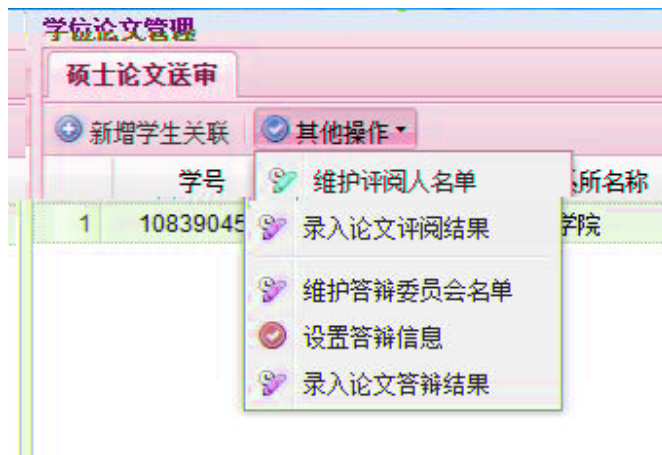 学位论文管理
硕士论文送审
新增学生关联 其他操作
学号 所名称
维护评阅人名单
1 10839045 学院
录入论文评阅结果
维护答辩委员会名单
设置答辩信息
录入论文答辩结果